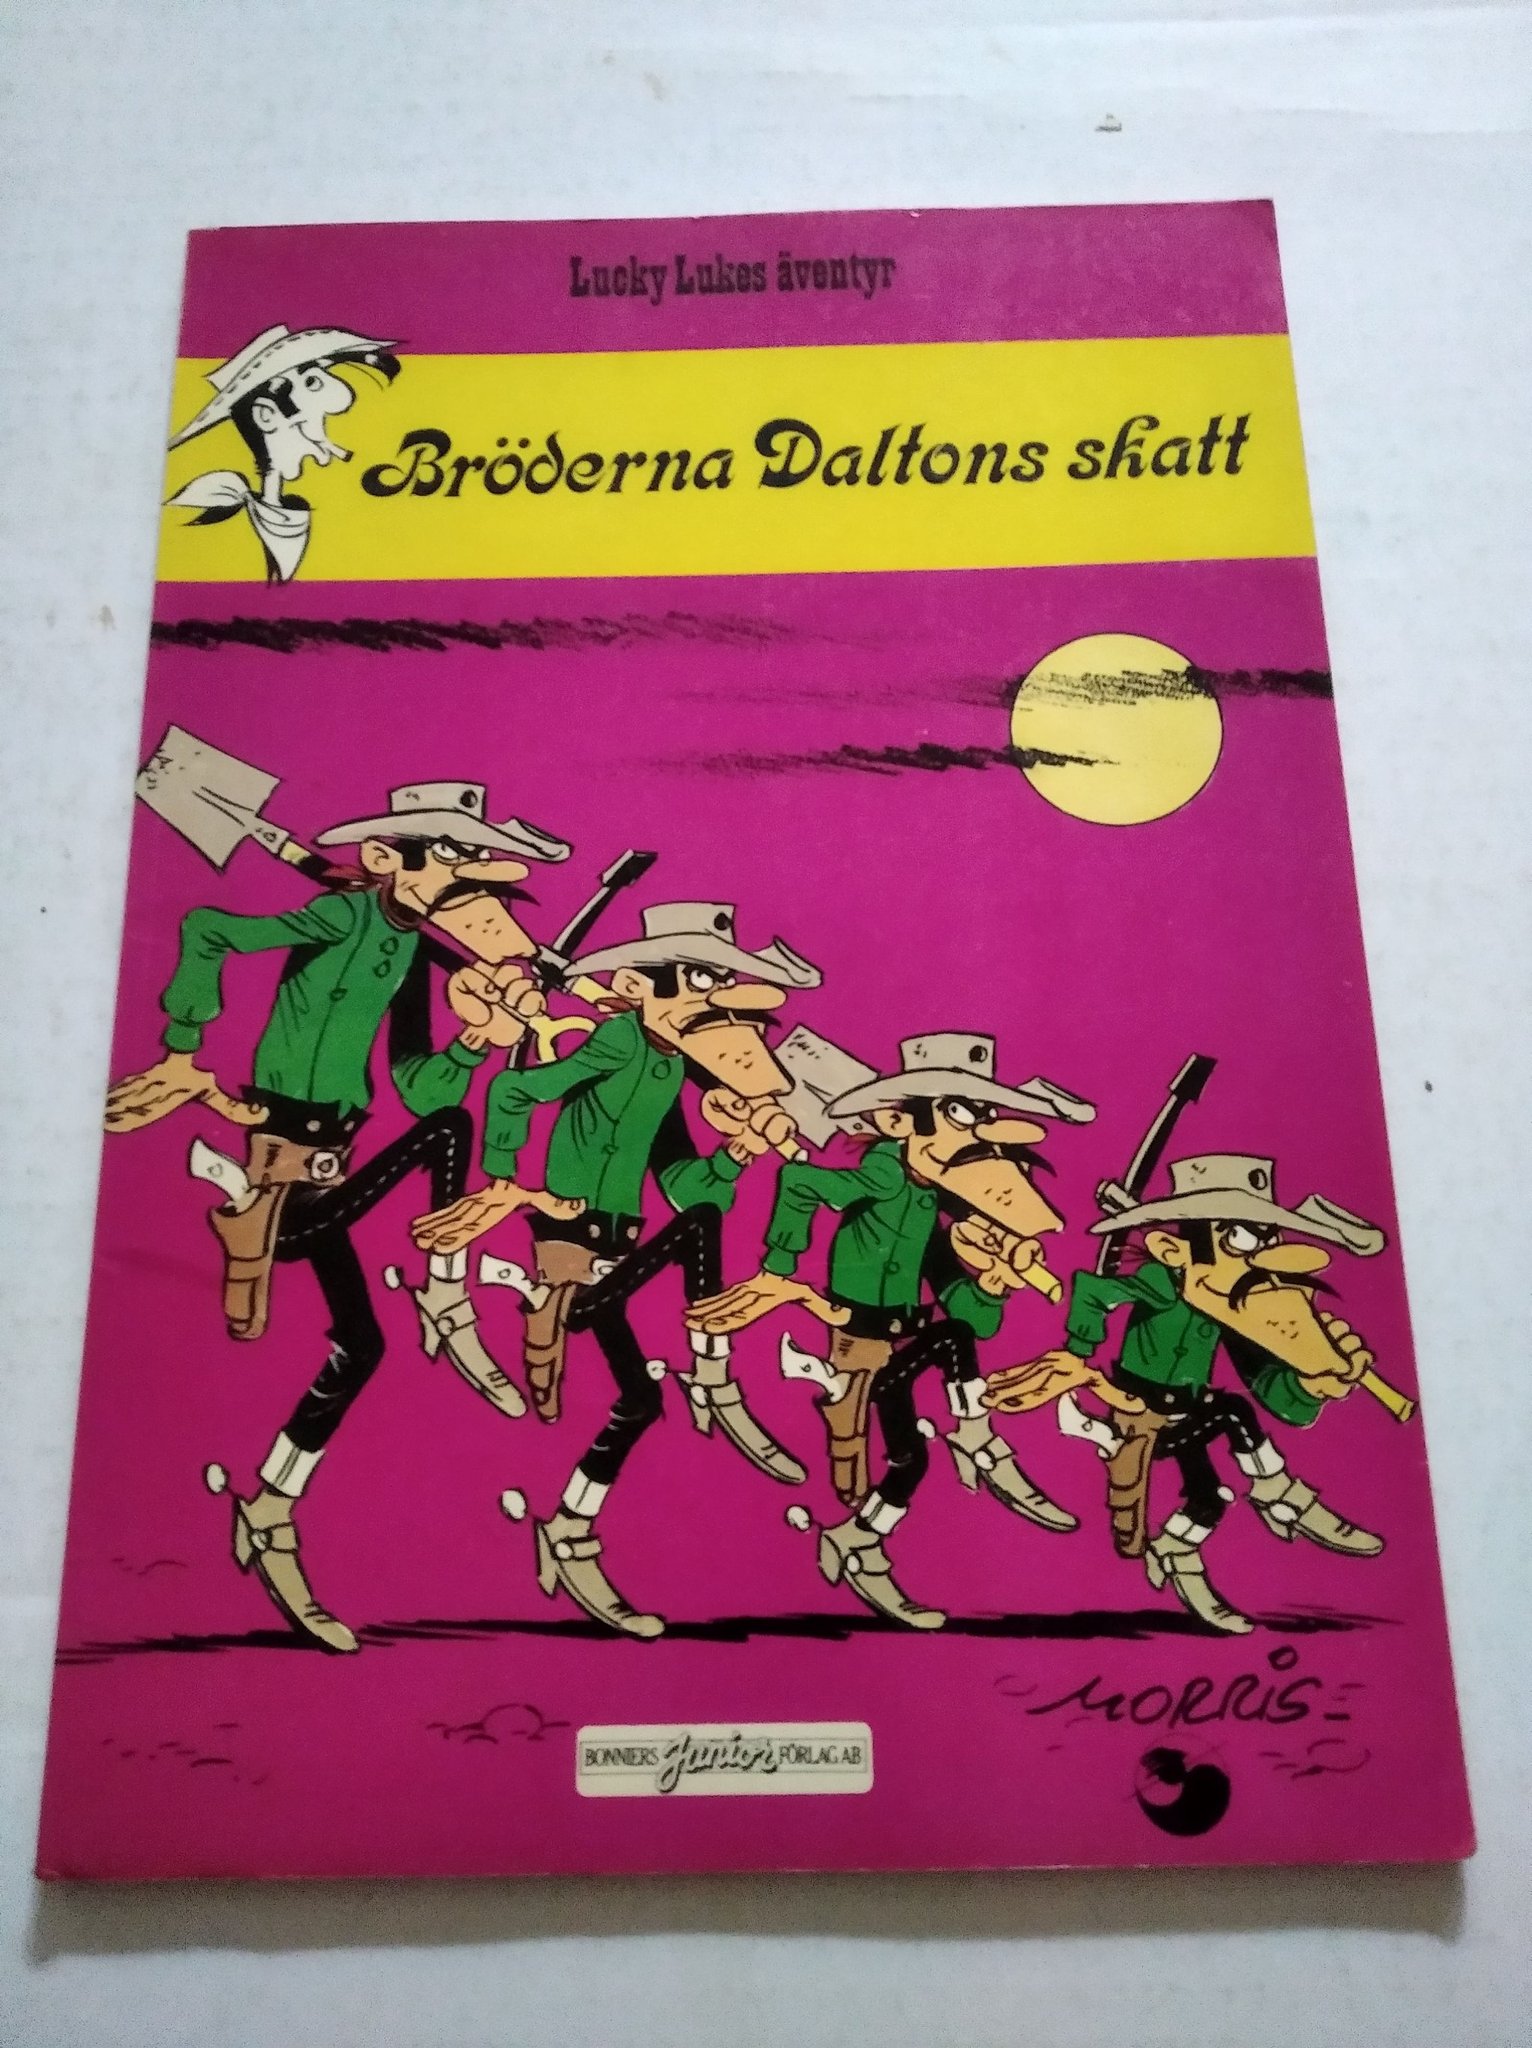 Lucky Lukes äventyr
Bröderna Daltons skatt
MORRIS
BONNIERS Junior FÖRLAG AB